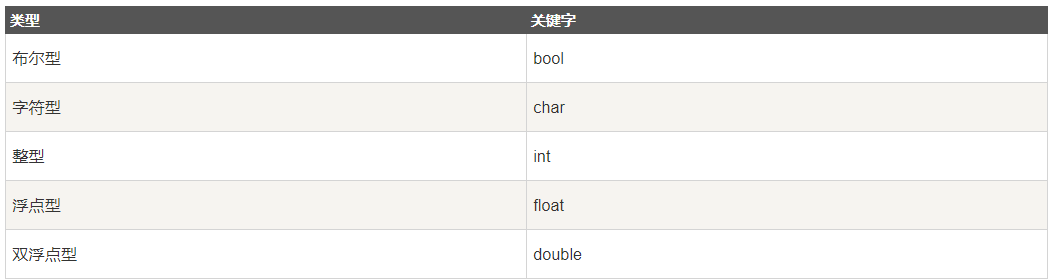 类型 关键字
布尔型 bool
字符型 char
整型 int
浮点型 float
双浮点型 double